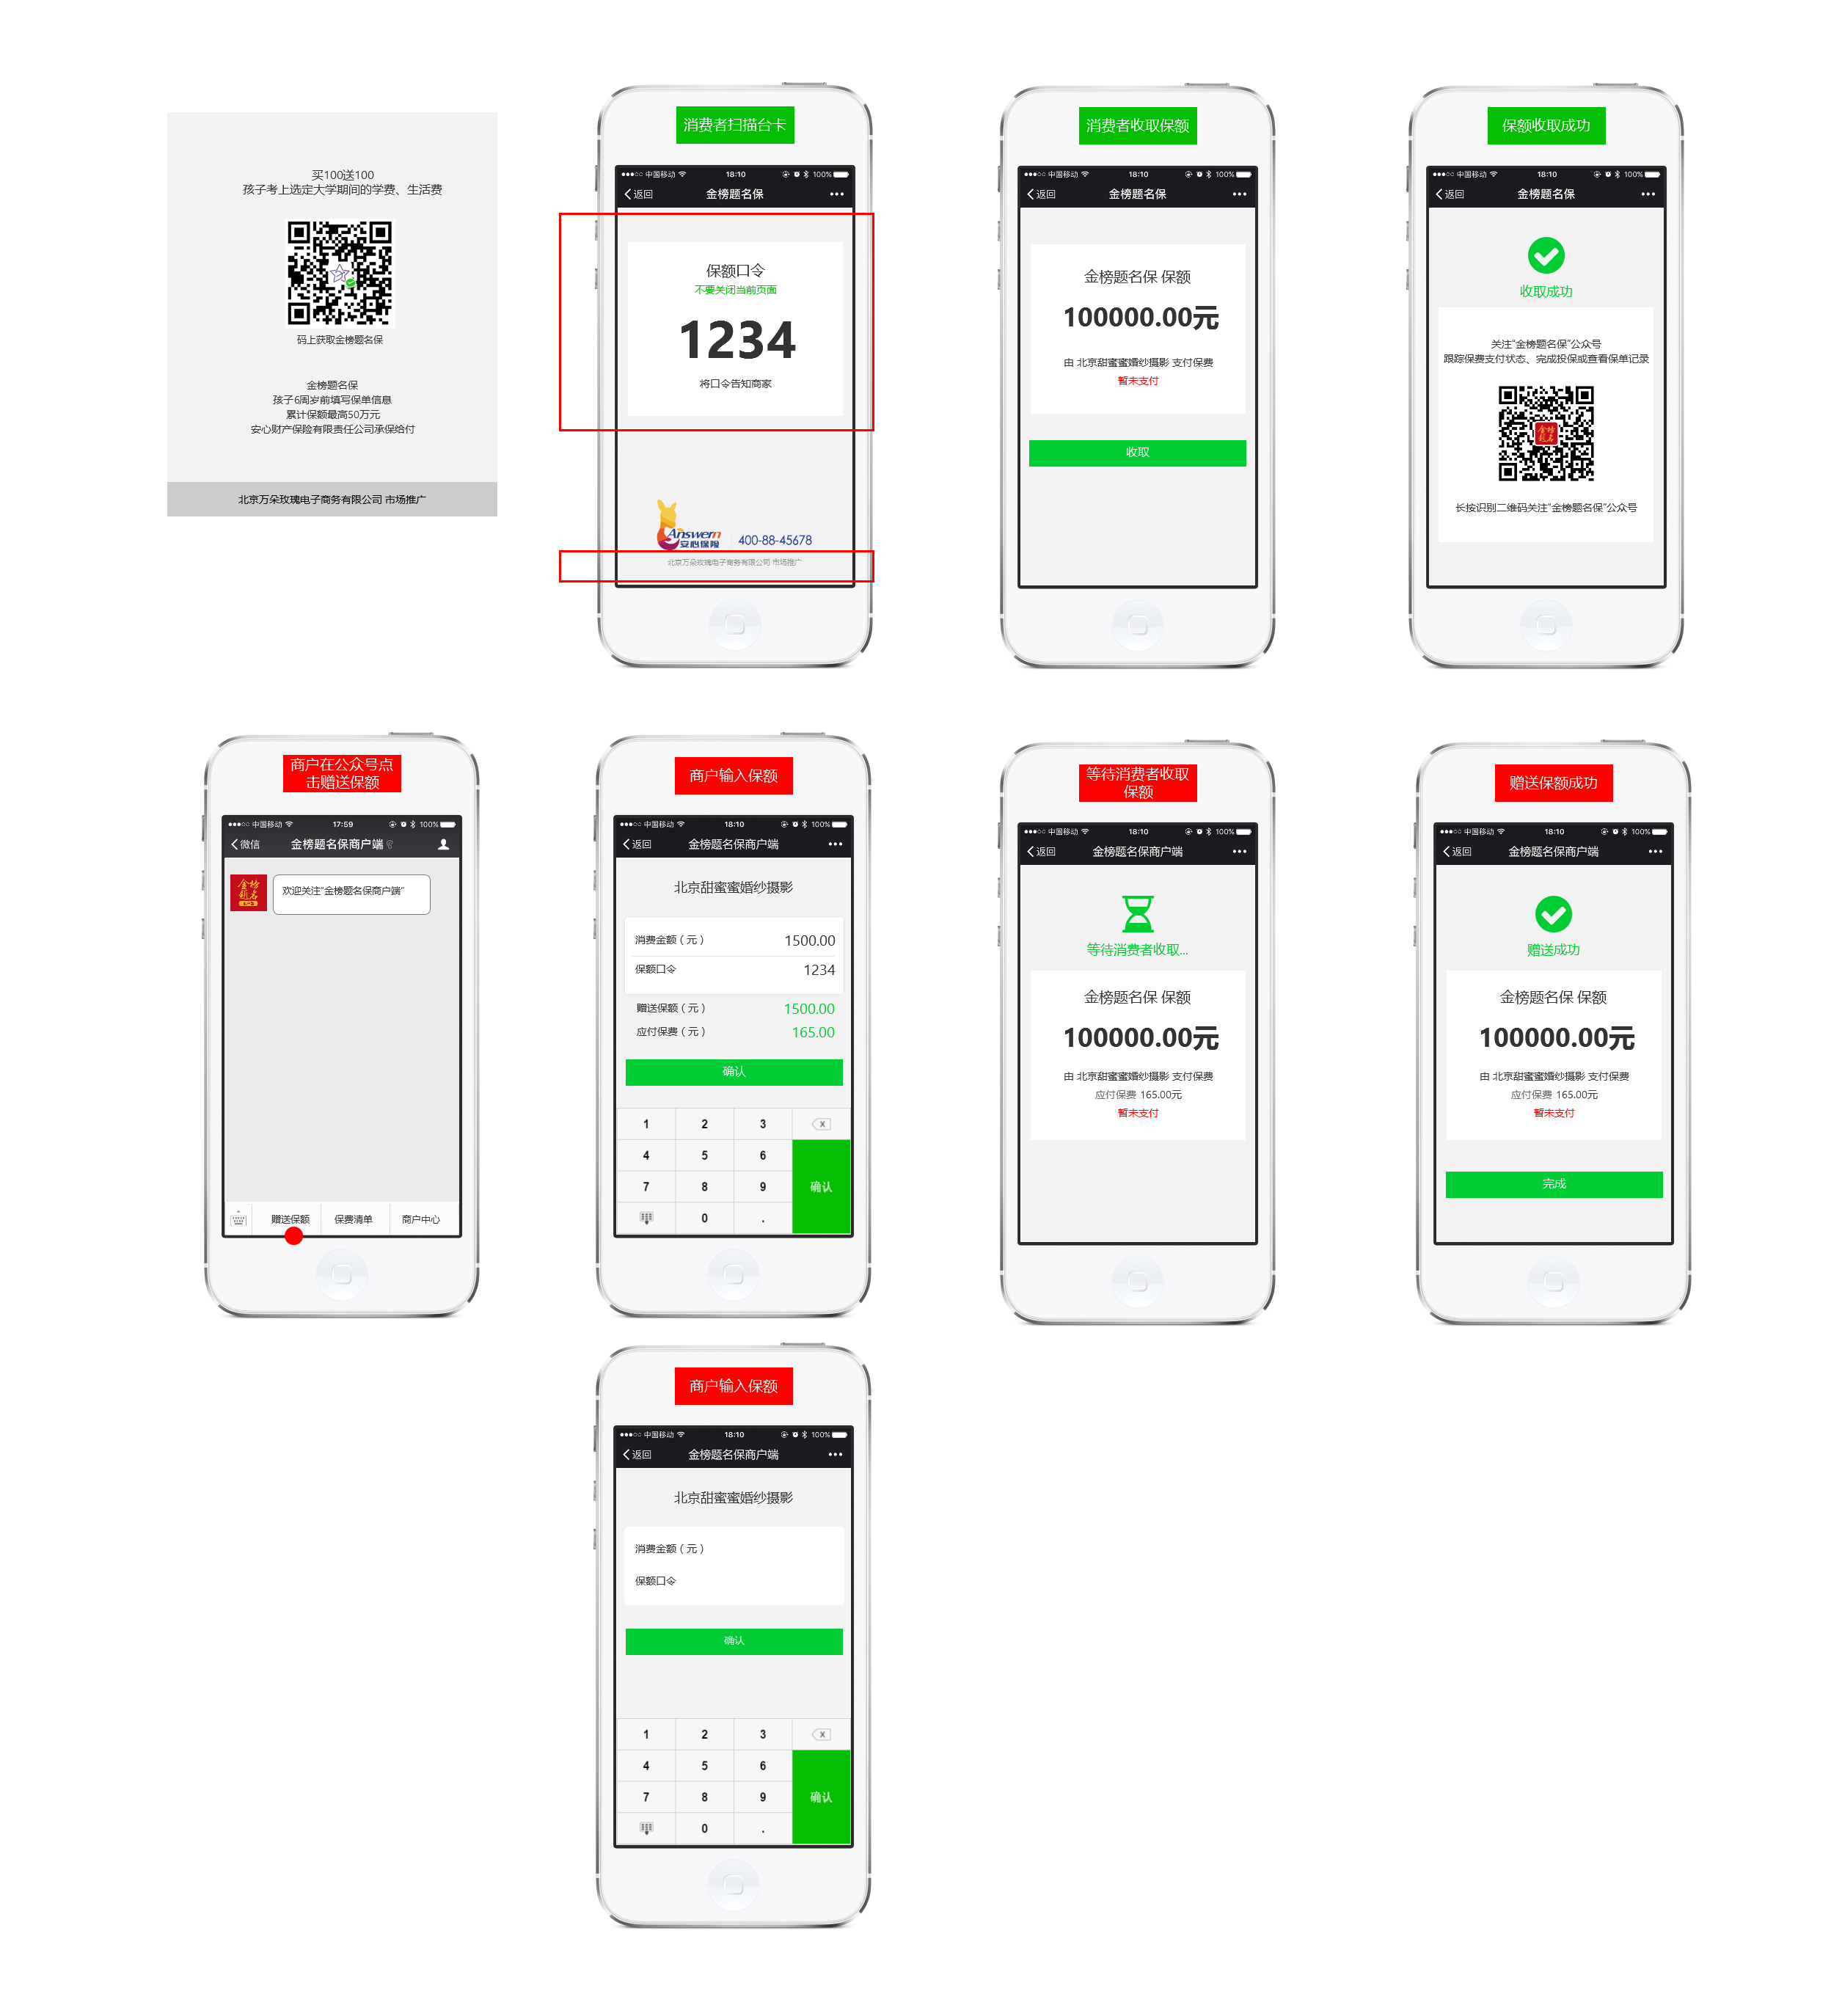 买100送100
孩子考上选定大学期间的学费、生活费
码上获取金榜题名保
金榜题名保
孩子6周岁前填写保单信息
累计保额最高50万元
安心财产保险有限责任公司承保给付
北京万朵玫瑰电子商务有限公司 市场推广
消费者扫描台卡
中国移动 18:10 100%
返回 金榜题名保
保额口令
不要关闭当前页面
1234
将口令告知商家
Answern
安心保险 400-88-45678
北京万朵玫瑰电子商务有限公司 市场推广
消费者收取保额
中国移动 18:10 100%
返回 金榜题名保
金榜题名保 保额
100000.00元
由 北京甜蜜蜜婚纱摄影 支付保费
暂未支付
收取
保额收取成功
中国移动 18:10 100%
返回 金榜题名保
收取成功
关注“金榜题名保”公众号
跟踪保费支付状态、完成投保或查看保单记录
金榜
题名
长按识别二维码关注“金榜题名保”公众号
商户在公众号点
击赠送保额
中国移动 17:59 100%
微信 金榜题名保商户端
金榜
题名
欢迎关注“金榜题名保商户端”
赠送保额 保费清单 商户中心
商户输入保额
中国移动 18:10 100%
返回 金榜题名保商户端
北京甜蜜蜜婚纱摄影
消费金额（元） 1500.00
保额口令 1234
赠送保额（元） 1500.00
应付保费（元） 165.00
确认
1 2 3
4 5 6
7 8 9 确认
0 .
等待消费者收取
保额
中国移动 18:10 100%
返回 金榜题名保商户端
等待消费者收取...
金榜题名保 保额
100000.00元
由 北京甜蜜蜜婚纱摄影 支付保费
应付保费 165.00元
暂未支付
赠送保额成功
中国移动 18:10 100%
返回 金榜题名保商户端
赠送成功
金榜题名保 保额
100000.00元
由 北京甜蜜蜜婚纱摄影 支付保费
应付保费 165.00元
暂未支付
完成
商户输入保额
中国移动 18:10 100%
返回 金榜题名保商户端
北京甜蜜蜜婚纱摄影
消费金额（元）
保额口令
确认
1 2 3
4 5 6
7 8 9 确认
0 .